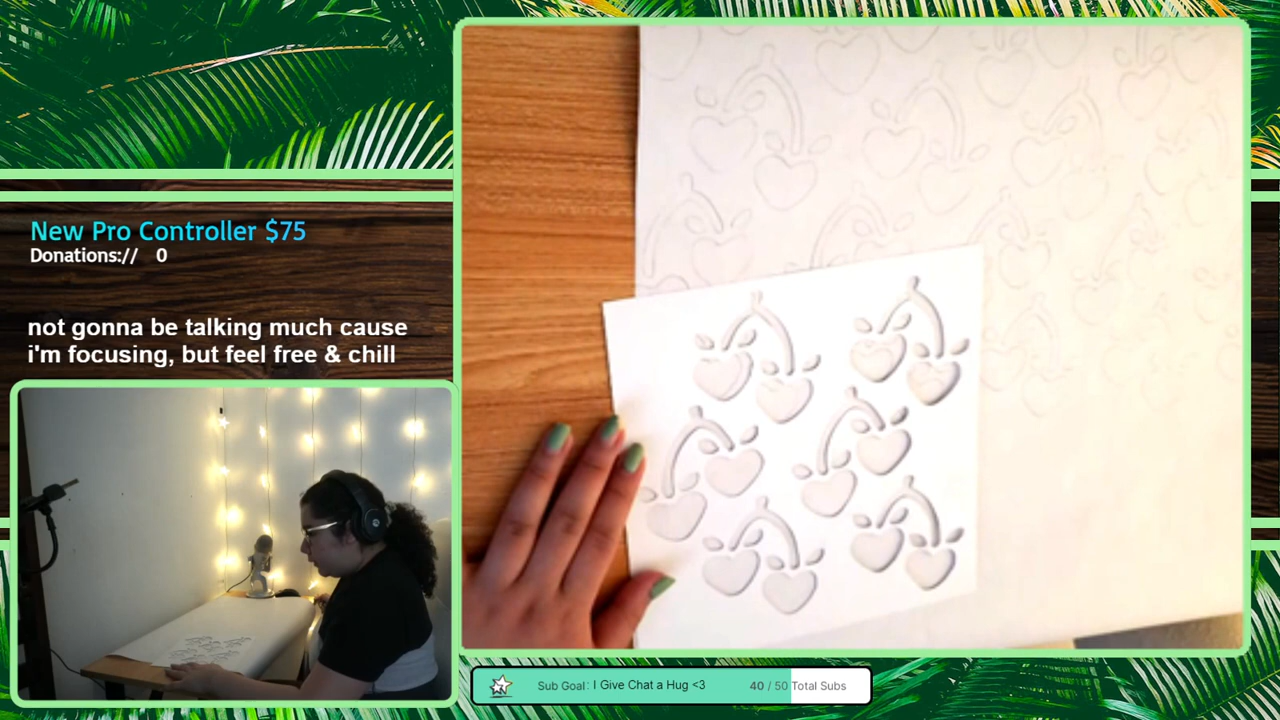 New Pro Controller $75
Donations:// 0
not gonna be talking much cause
i'm focusing, but feel free & chill
Sub Goal: I Give Chat a Hug <3 40 / 50 Total Subs